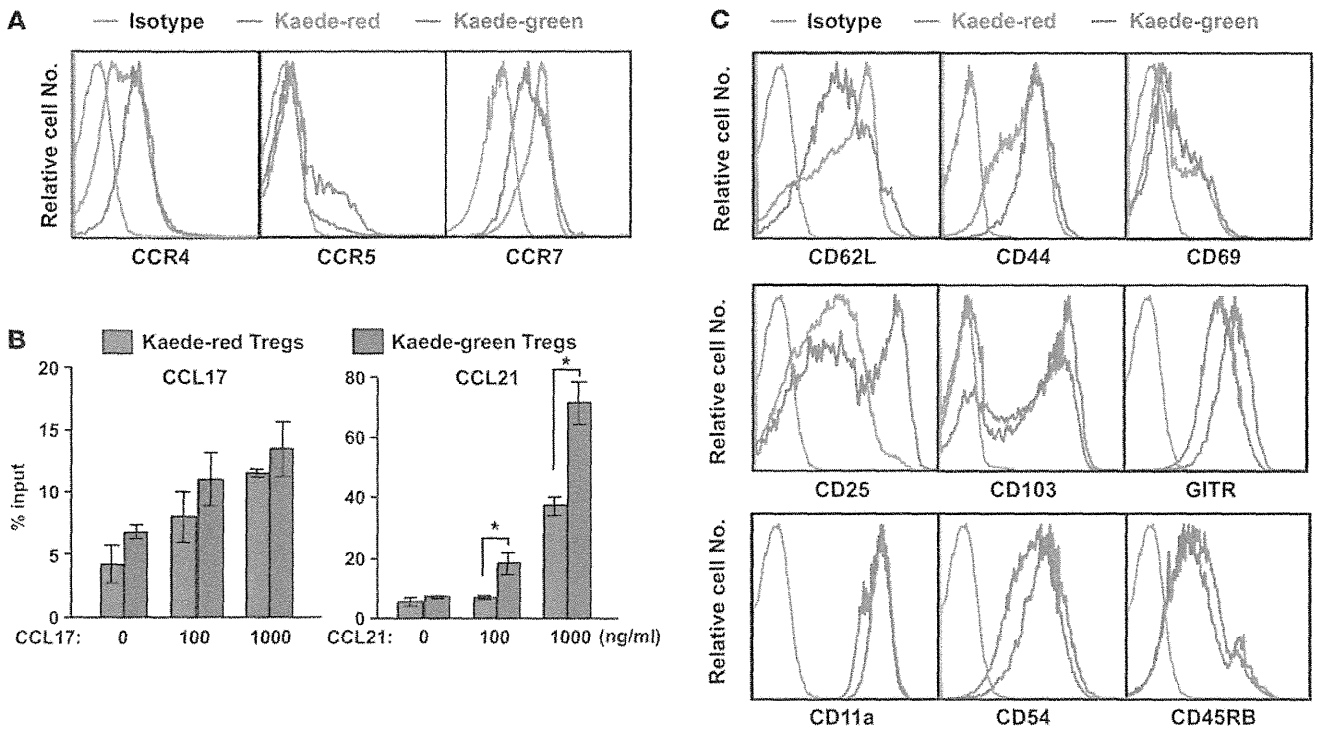 A
Isotype Kaede-red Kaede-green
Relative cell No.
CCR4 CCR5 CCR7
B
Kaede-red Tregs Kaede-green Tregs
CCL17
% input
20
15
10
5
0
CCL17: 0 100 1000
CCL21
80
60
40
20
0
* *
CCL21: 0 100 1000 (ng/ml)
C
Isotype Kaede-red Kaede-green
Relative cell No.
CD62L CD44 CD69
Relative cell No.
CD25 CD103 GITR
Relative cell No.
CD11a CD54 CD45RB